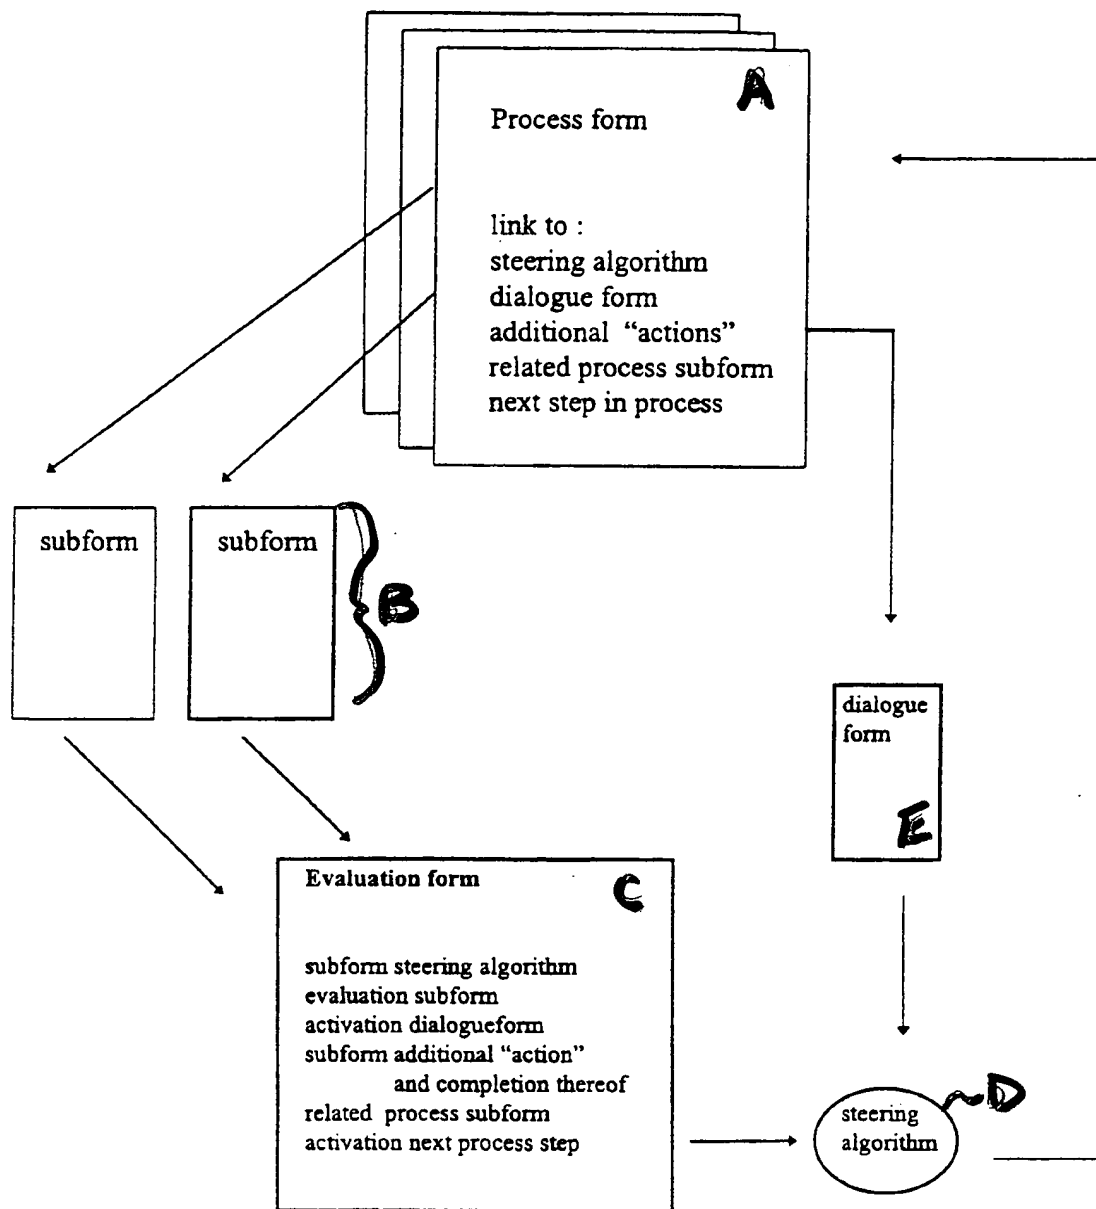 A
Process form
link to :
steering algorithm
dialogue form
additional “actions”
related process subform
next step in process
subform
subform
B
dialogue
form
E
Evaluation form
C
subform steering algorithm
evaluation subform
activation dialogueform
subform additional “action”
and completion thereof
related process subform
activation next process step
steering
algorithm
D